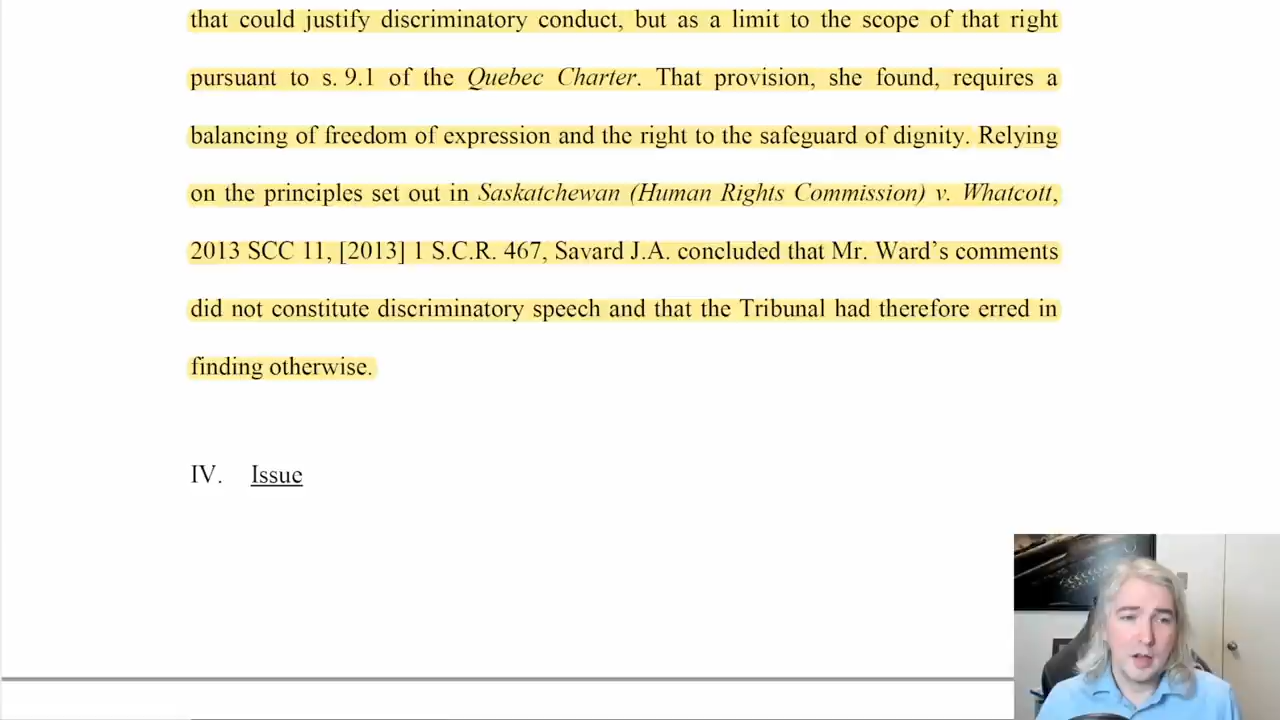 that could justify discriminatory conduct, but as a limit to the scope of that right
pursuant to s. 9.1 of the Quebec Charter. That provision, she found, requires a
balancing of freedom of expression and the right to the safeguard of dignity. Relying
on the principles set out in Saskatchewan (Human Rights Commission) v. Whatcott,
2013 SCC 11, [2013] 1 S.C.R. 467, Savard J.A. concluded that Mr. Ward’s comments
did not constitute discriminatory speech and that the Tribunal had therefore erred in
finding otherwise.
IV. Issue